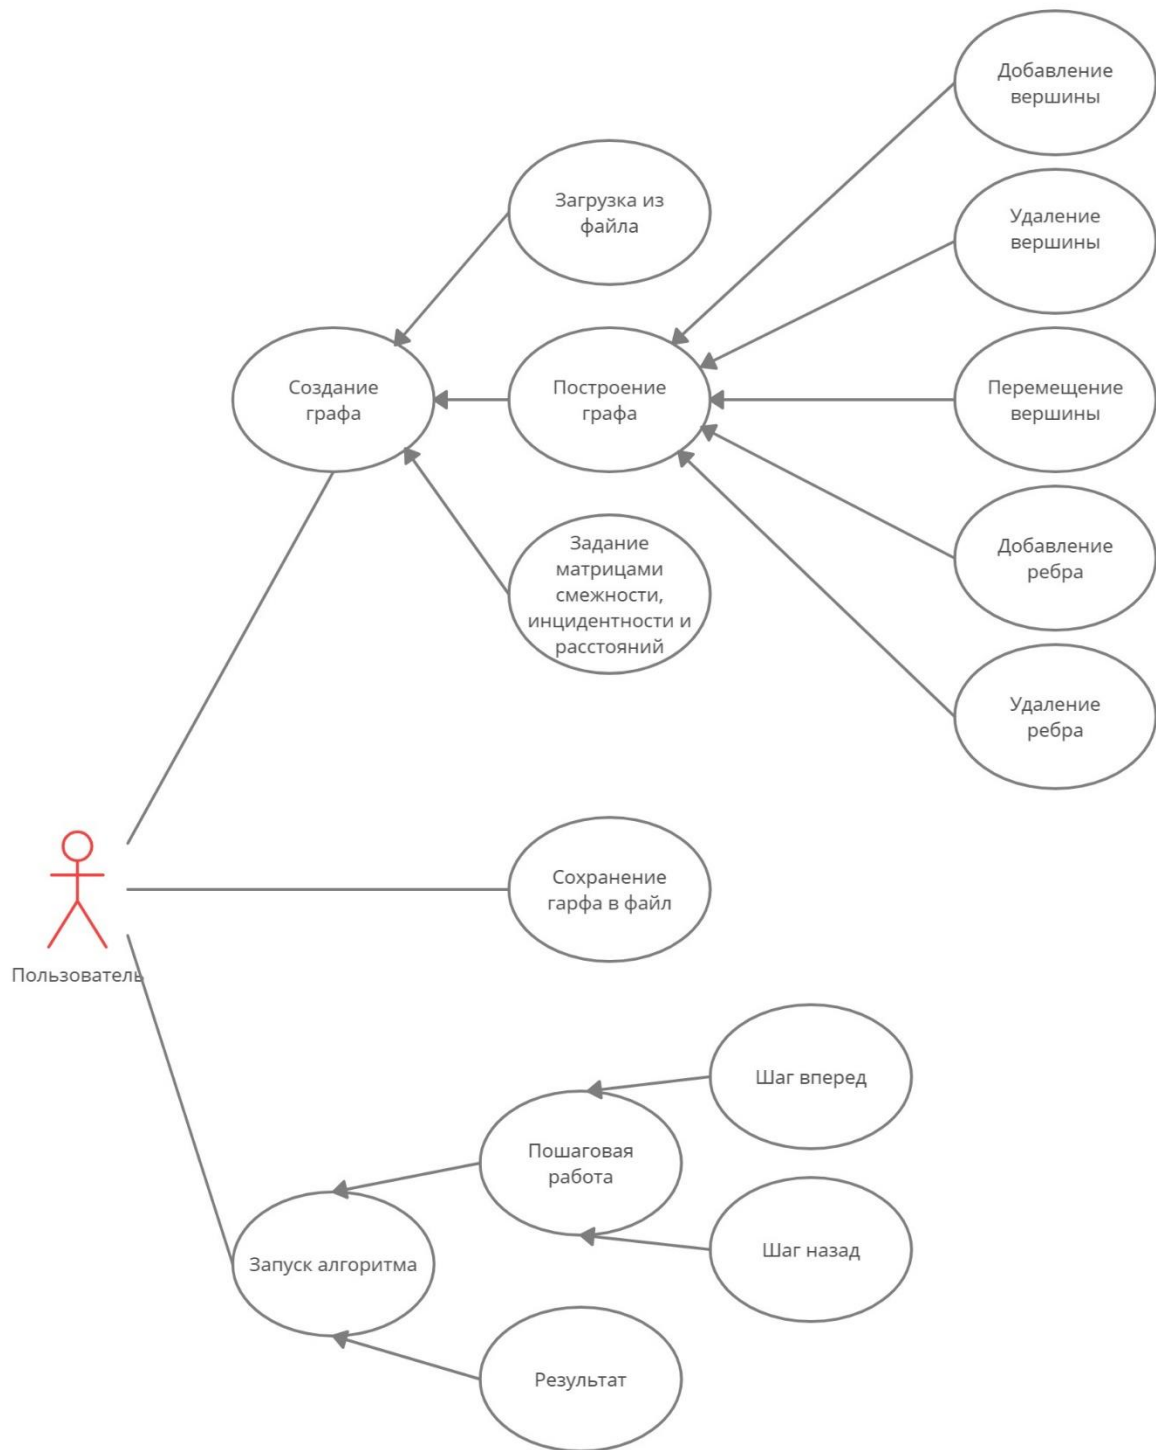 Добавление
вершины
Загрузка из
файла
Удаление
вершины
Создание
графа
Построение
графа
Перемещение
вершины
Задание
матрицами
смежности,
инцидентности и
расстояний
Добавление
ребра
Удаление
ребра
Сохранение
гарфа в файл
Пользователь
Шаг вперед
Пошаговая
работа
Шаг назад
Запуск алгоритма
Результат